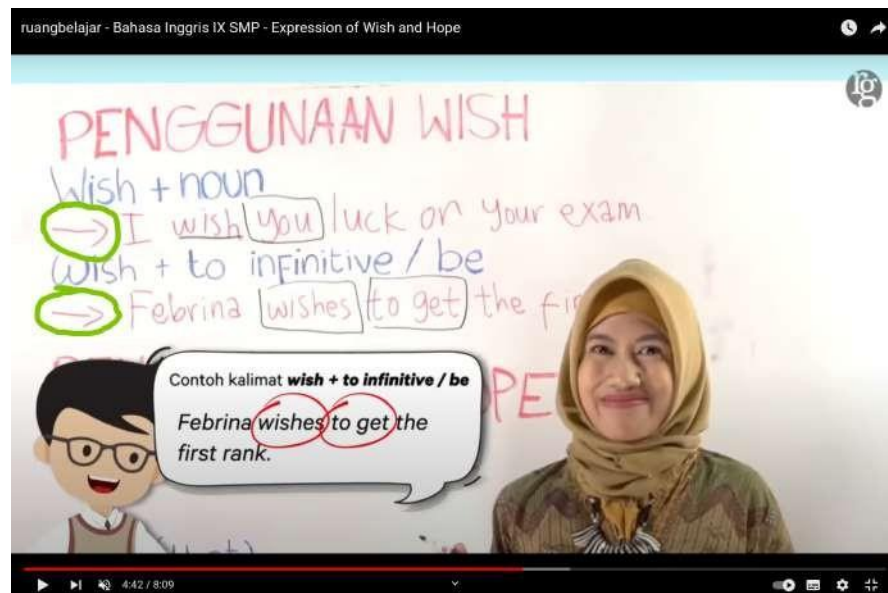 ruangbelajar - Bahasa Inggris IX SMP - Expression of Wish and Hope
rg
PENGGUNAAN WISH
Wish + noun
→ I wish you luck on your exam
Wish + to infinitive / be
→ Febrina wishes to get the
Contoh kalimat wish + to infinitive / be
Febrina wishes to get the
first rank.
4:42 / 8:09